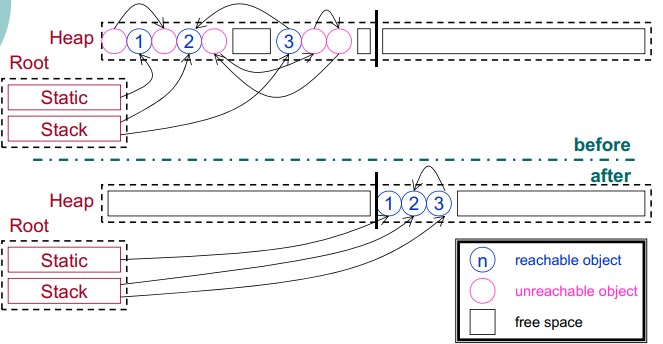 Heap
1
2
3
Root
Static
Stack
before
after
Heap
1
2
3
Root
Static
Stack
n
reachable object
unreachable object
free space